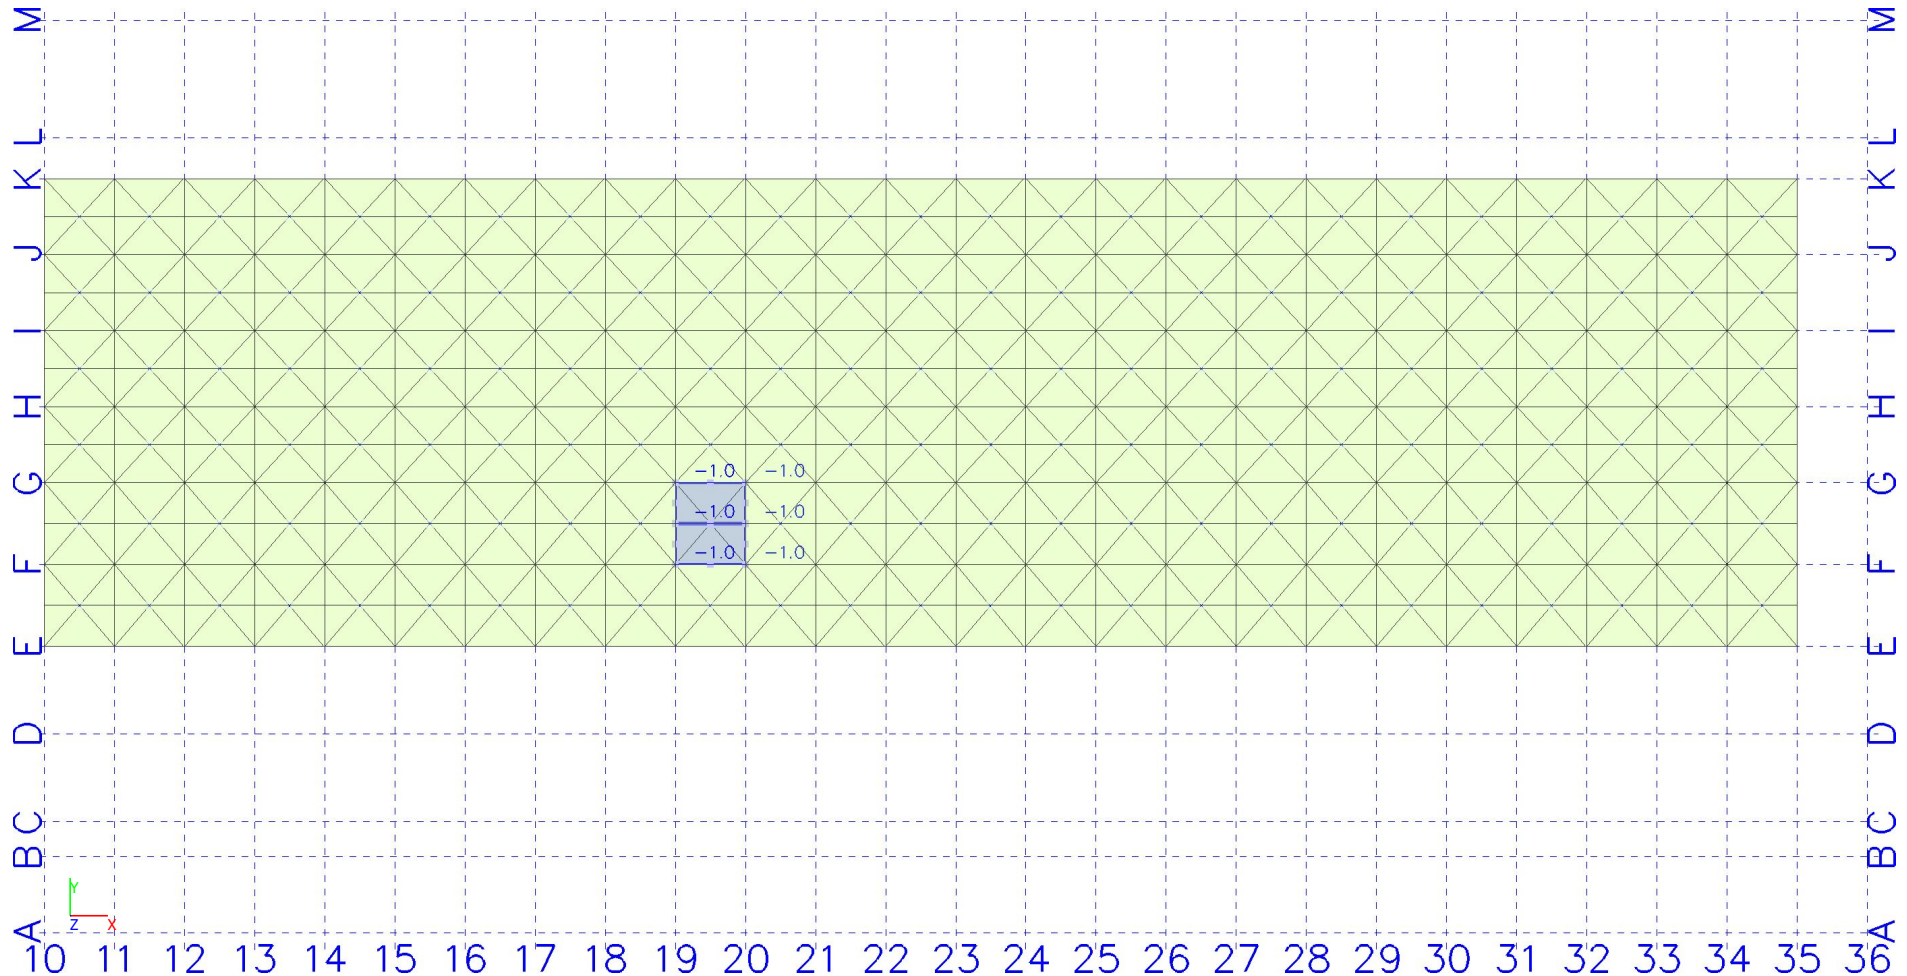 M M
L L
K K
J J
I I
H H
-1.0 -1.0
G G
-1.0 -1.0
-1.0 -1.0
F F
E E
D D
C C
B B
Y
Z X
A A
10 11 12 13 14 15 16 17 18 19 20 21 22 23 24 25 26 27 28 29 30 31 32 33 34 35 36